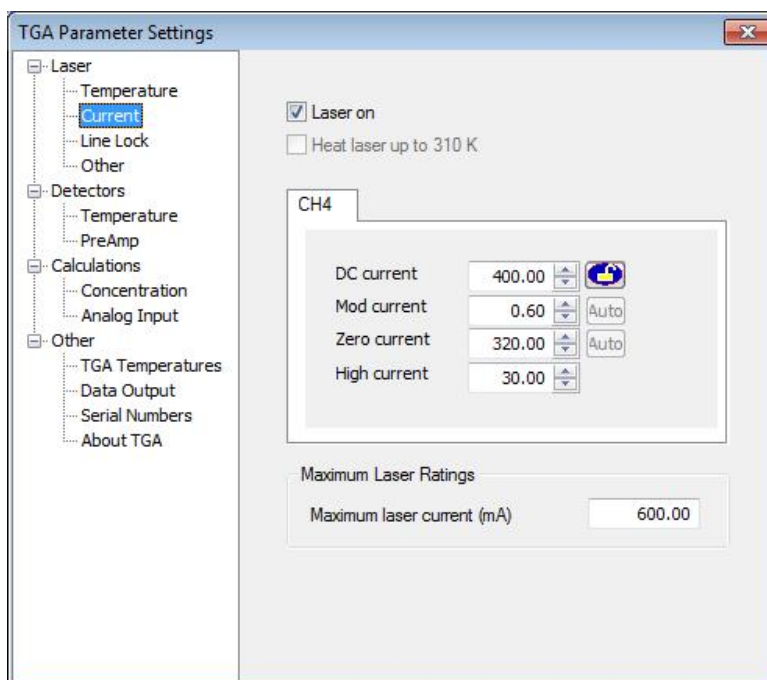 TGA Parameter Settings
Laser
Temperature
Current
Line Lock
Other
Detectors
Temperature
PreAmp
Calculations
Concentration
Analog Input
Other
TGA Temperatures
Data Output
Serial Numbers
About TGA
Laser on
Heat laser up to 310 K
CH4
DC current 400.00
Mod current 0.60 Auto
Zero current 320.00 Auto
High current 30.00
Maximum Laser Ratings
Maximum laser current (mA) 600.00